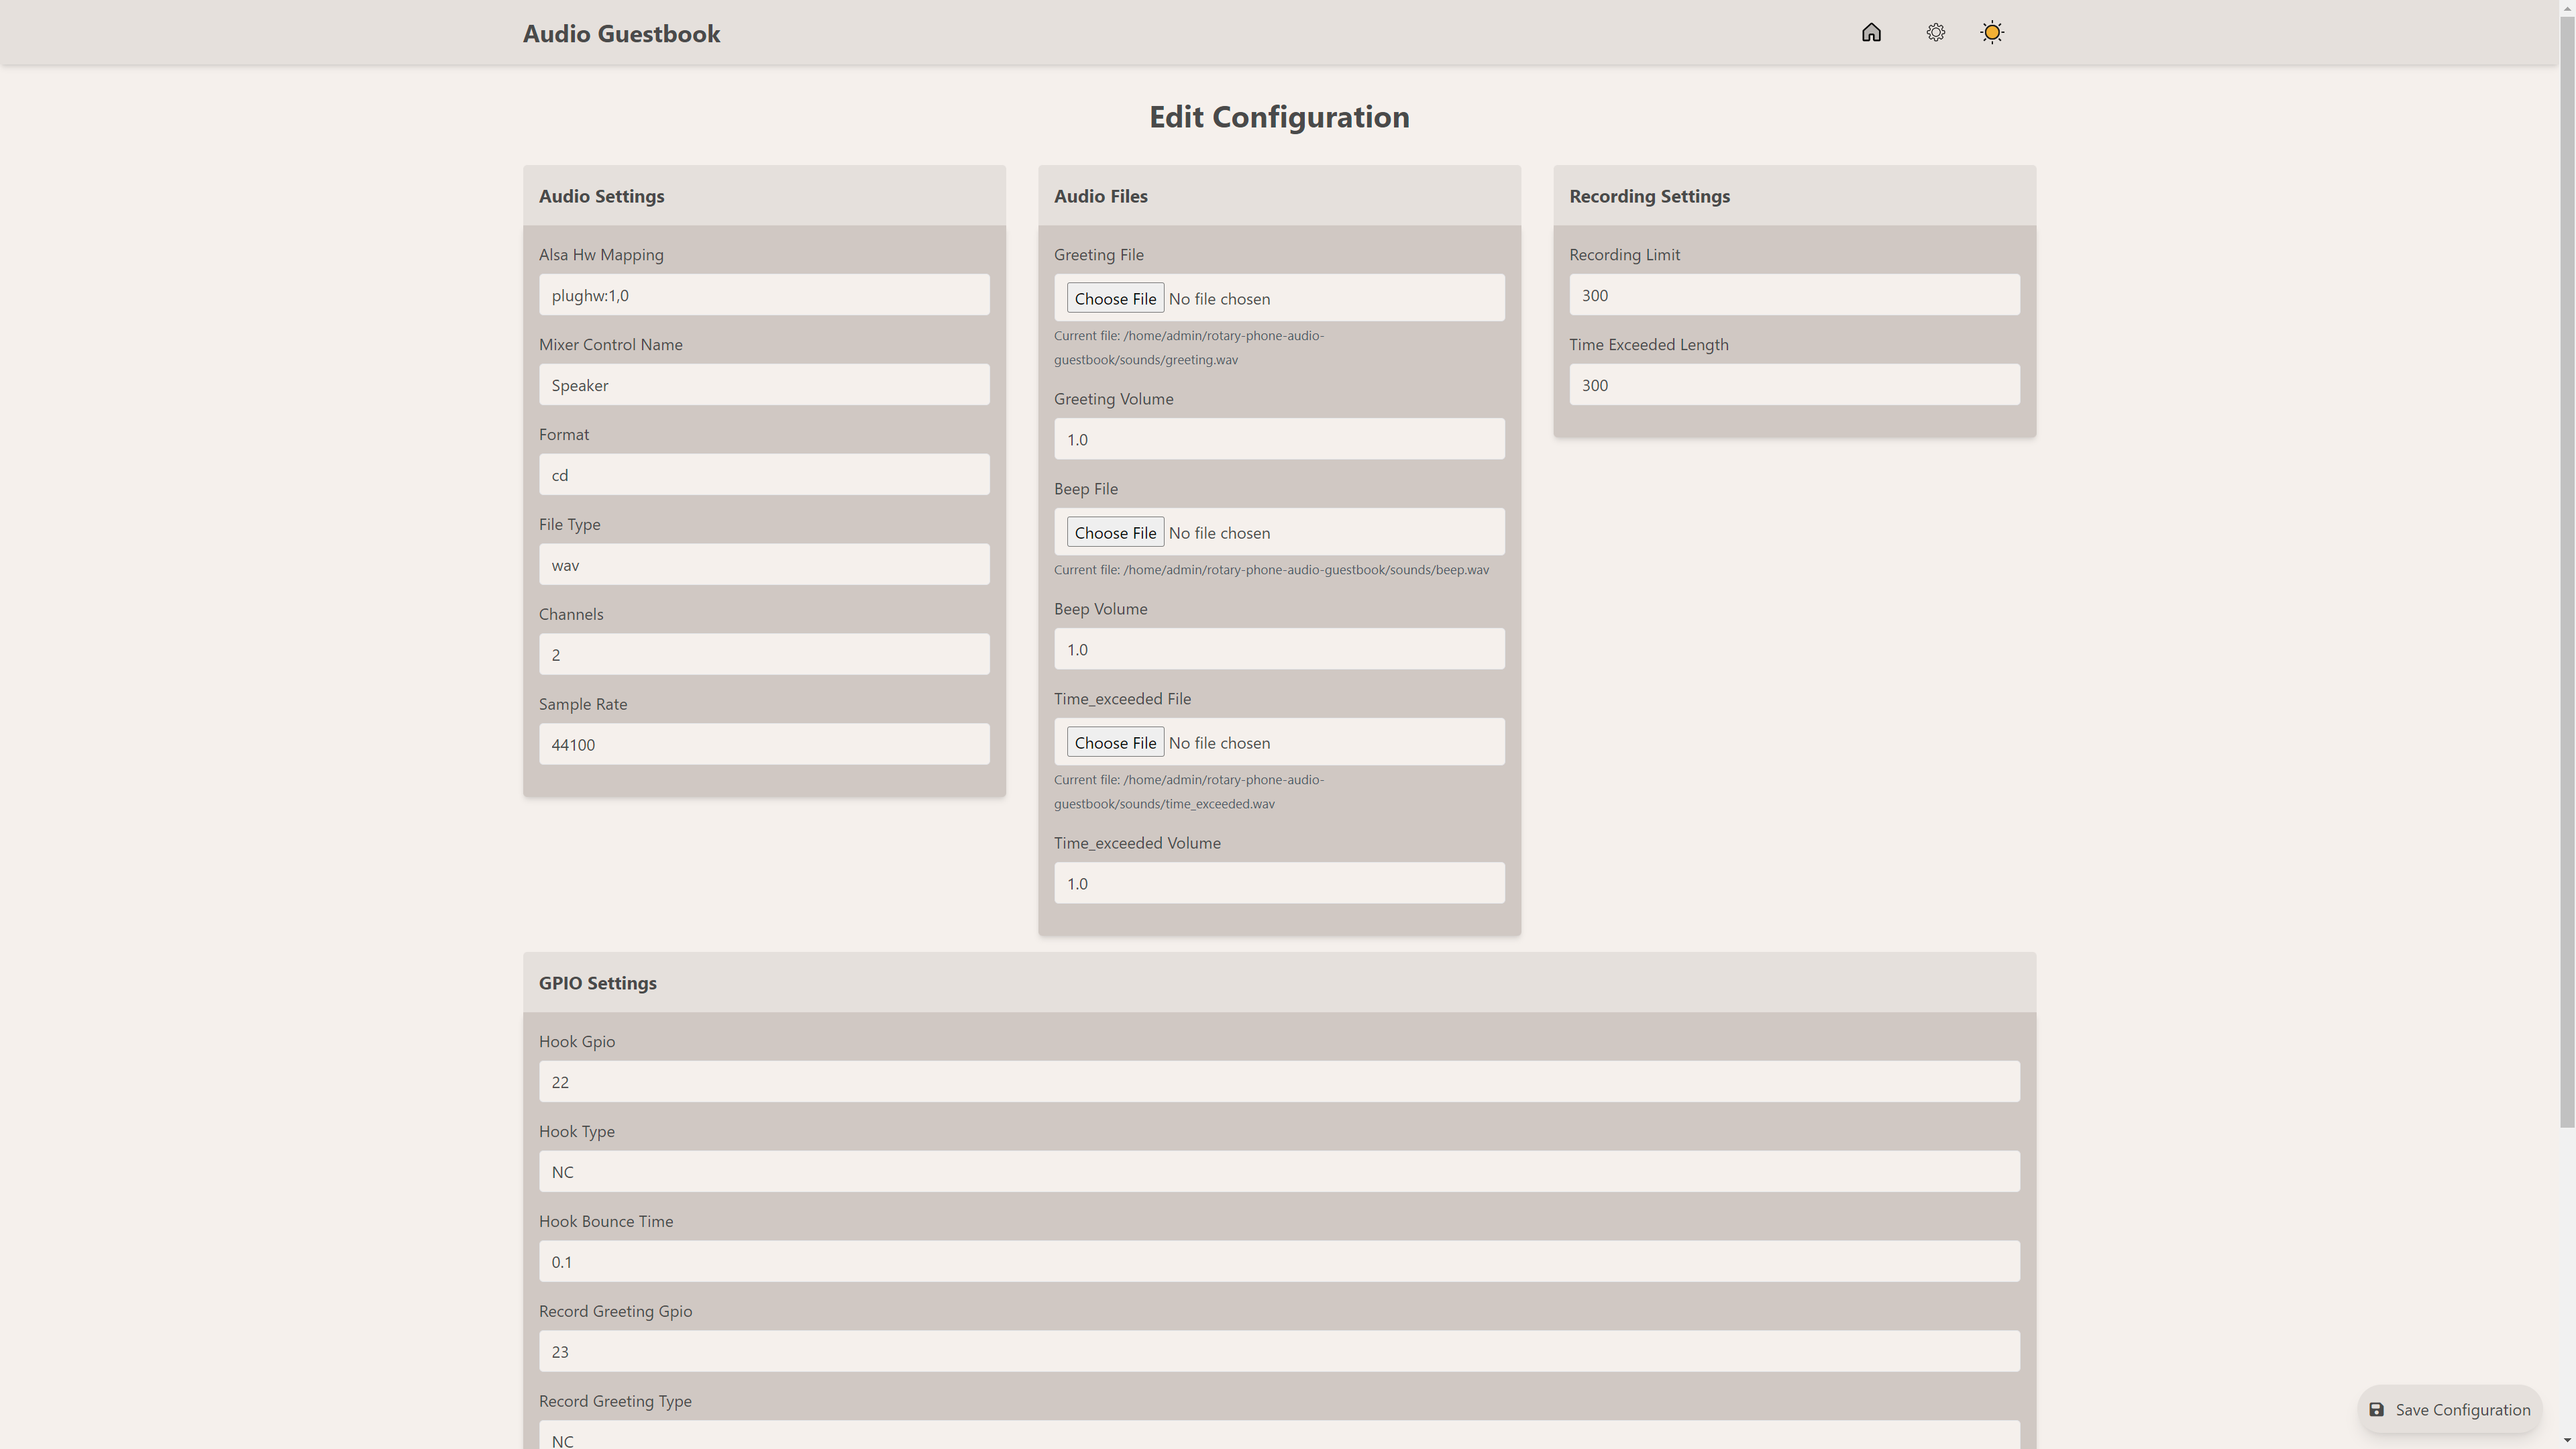 Audio Guestbook
Edit Configuration
Audio Settings
Alsa Hw Mapping
plughw:1,0
Mixer Control Name
Speaker
Format
cd
File Type
wav
Channels
2
Sample Rate
44100
Audio Files
Greeting File
Choose File No file chosen
Current file: /home/admin/rotary-phone-audio-
guestbook/sounds/greeting.wav
Greeting Volume
1.0
Beep File
Choose File No file chosen
Current file: /home/admin/rotary-phone-audio-guestbook/sounds/beep.wav
Beep Volume
1.0
Time_exceeded File
Choose File No file chosen
Current file: /home/admin/rotary-phone-audio-
guestbook/sounds/time_exceeded.wav
Time_exceeded Volume
1.0
Recording Settings
Recording Limit
300
Time Exceeded Length
300
GPIO Settings
Hook Gpio
22
Hook Type
NC
Hook Bounce Time
0.1
Record Greeting Gpio
23
Record Greeting Type
NC
Save Configuration